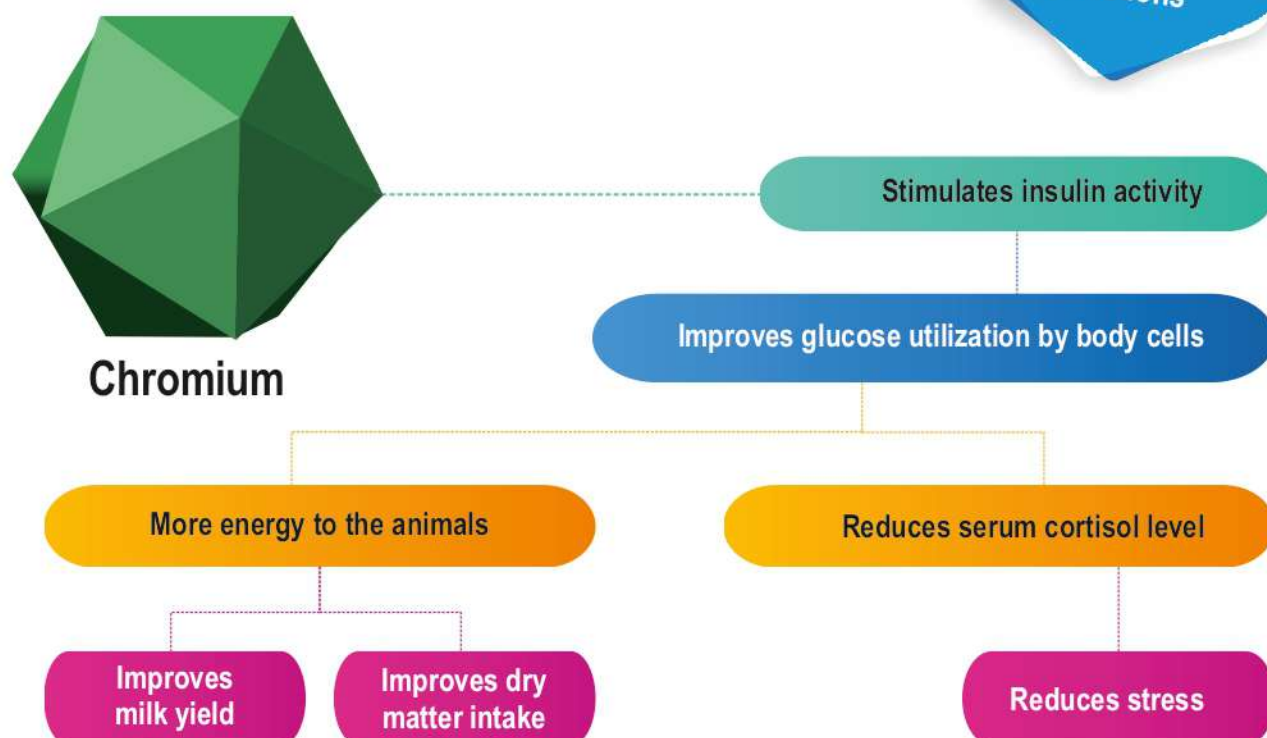 Stimulates insulin activity
Improves glucose utilization by body cells
Chromium
More energy to the animals
Reduces serum cortisol level
Improves
milk yield
Improves dry
matter intake
Reduces stress